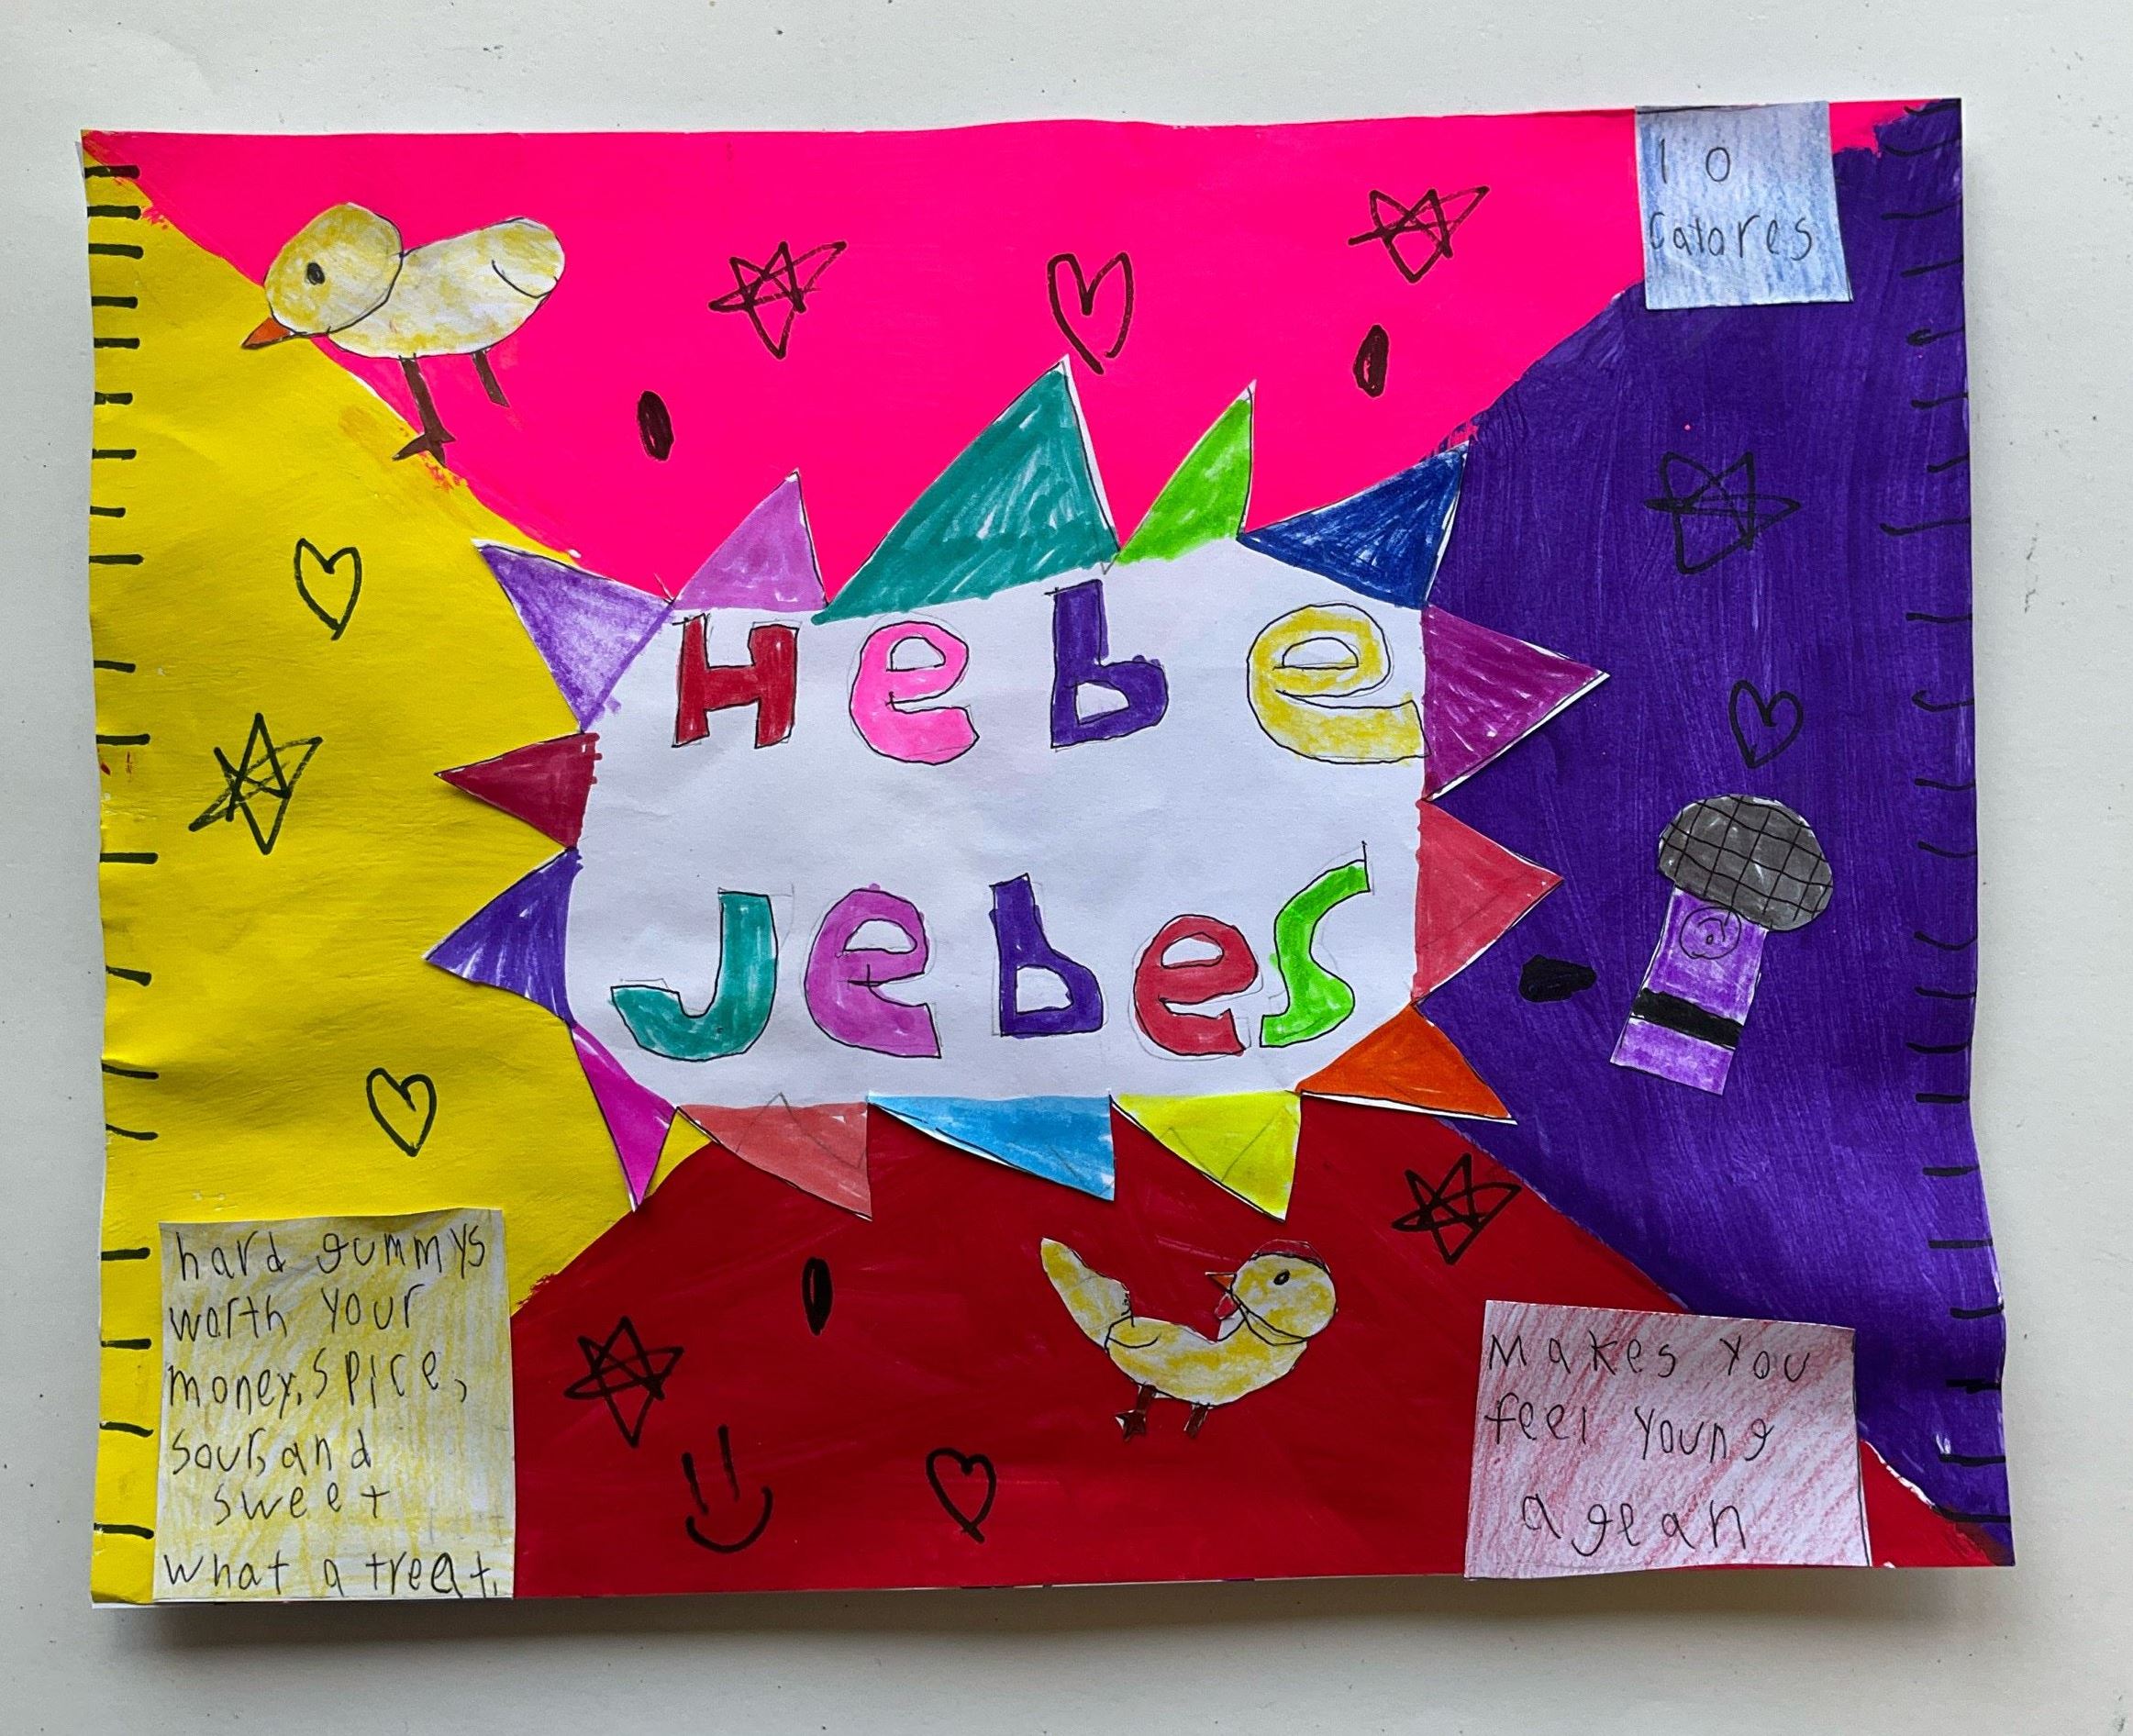 10
Calores
Hebe
Jebes
hard gummys
worth your
money, spice,
sour, and
sweet
what a treat.
Makes you
feel young
agean